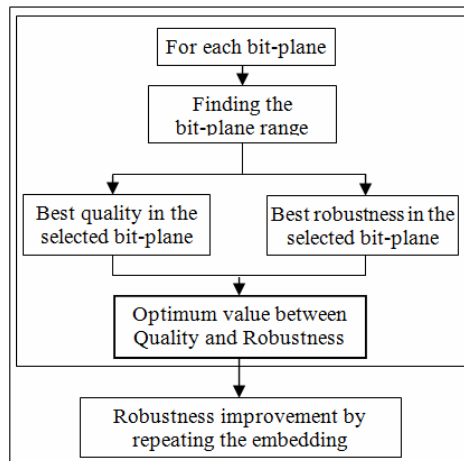 For each bit-plane
Finding the
bit-plane range
Best quality in the
selected bit-plane
Best robustness in the
selected bit-plane
Optimum value between
Quality and Robustness
Robustness improvement by
repeating the embedding